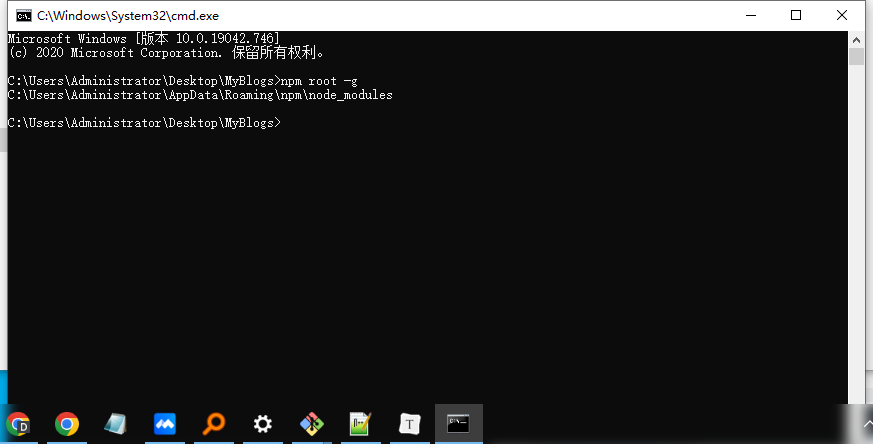 C:\Windows\System32\cmd.exe
Microsoft Windows [版本 10.0.19042.746]
(c) 2020 Microsoft Corporation. 保留所有权利。
C:\Users\Administrator\Desktop\MyBlogs>npm root -g
C:\Users\Administrator\AppData\Roaming\npm\node_modules
C:\Users\Administrator\Desktop\MyBlogs>
D
T